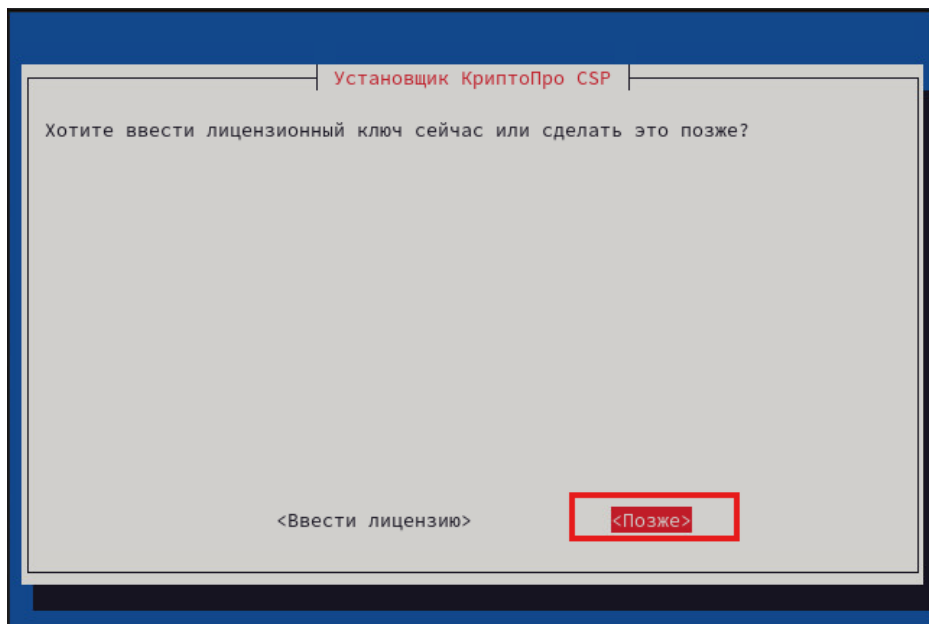 Установщик КриптоПро CSP
Хотите ввести лицензионный ключ сейчас или сделать это позже?
<Ввести лицензию> <Позже>